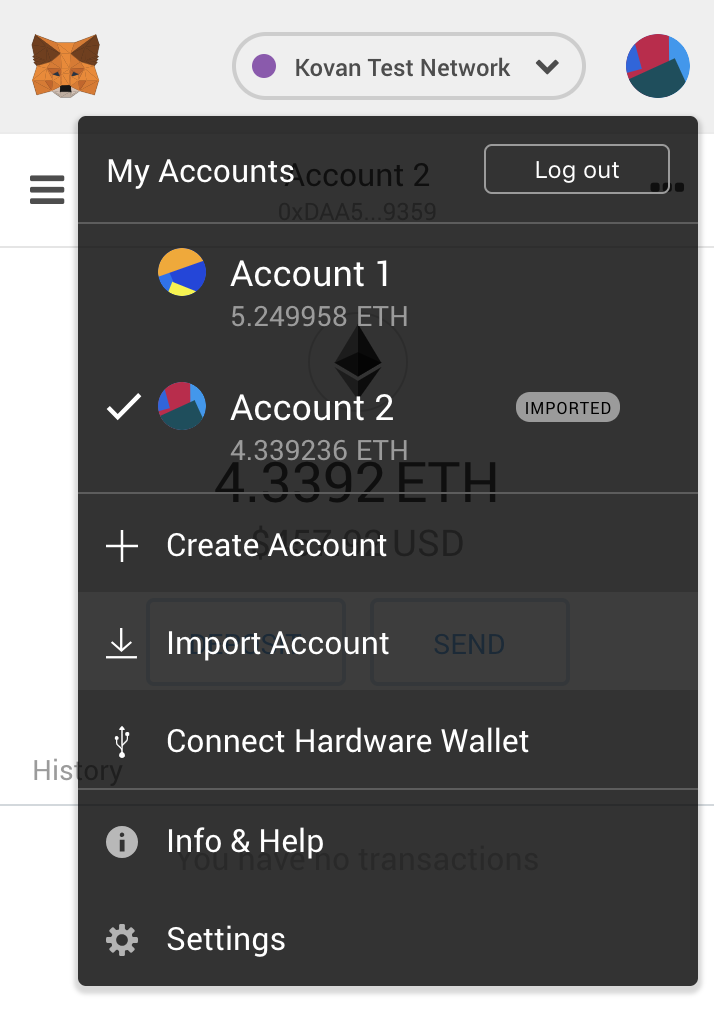 Kovan Test Network
My Accounts
Account 2
Log out
0xDAA5...9359
Account 1
5.249958 ETH
Account 2
IMPORTED
4.339236 ETH
4.3392 ETH
Create Account
USD
Import Account
SEND
Connect Hardware Wallet
History
Info & Help
You have no transactions
Settings